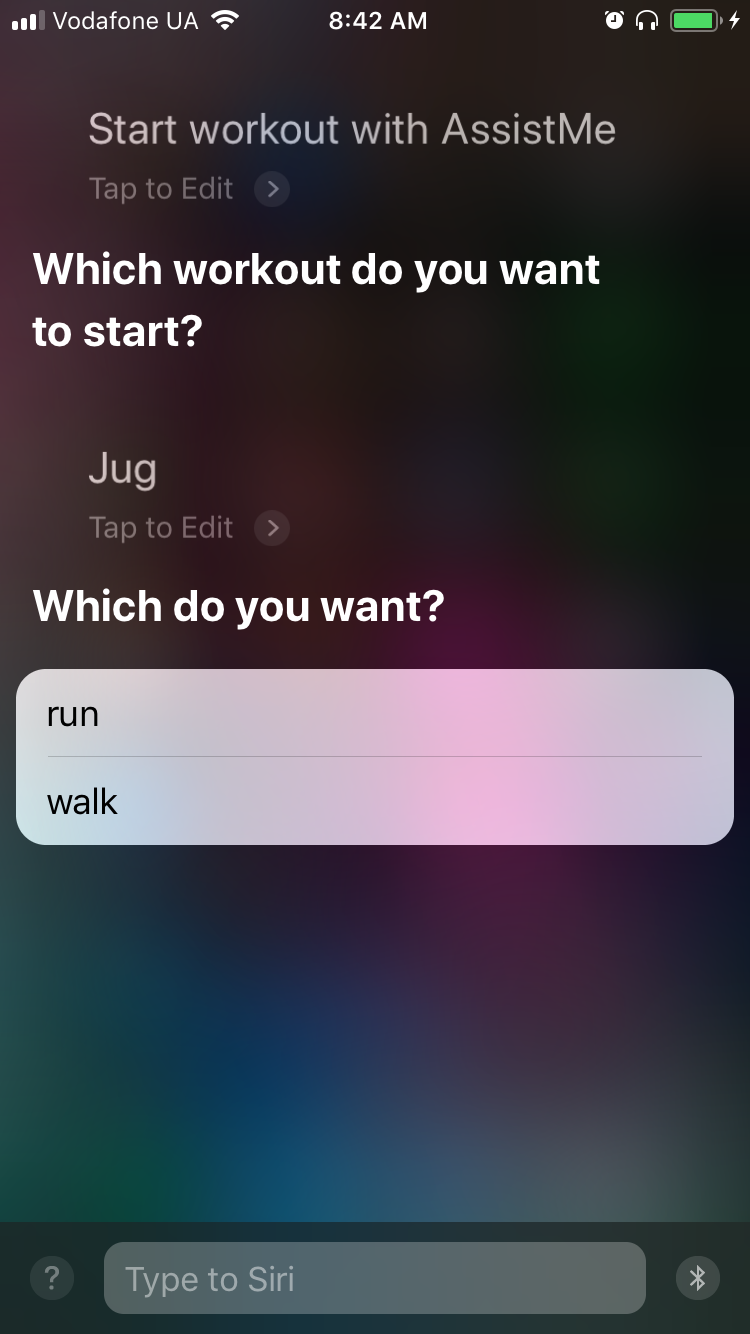 Vodafone UA 8:42 AM
Start workout with AssistMe
Tap to Edit
Which workout do you want
to start?
Jug
Tap to Edit
Which do you want?
run
walk
? Type to Siri